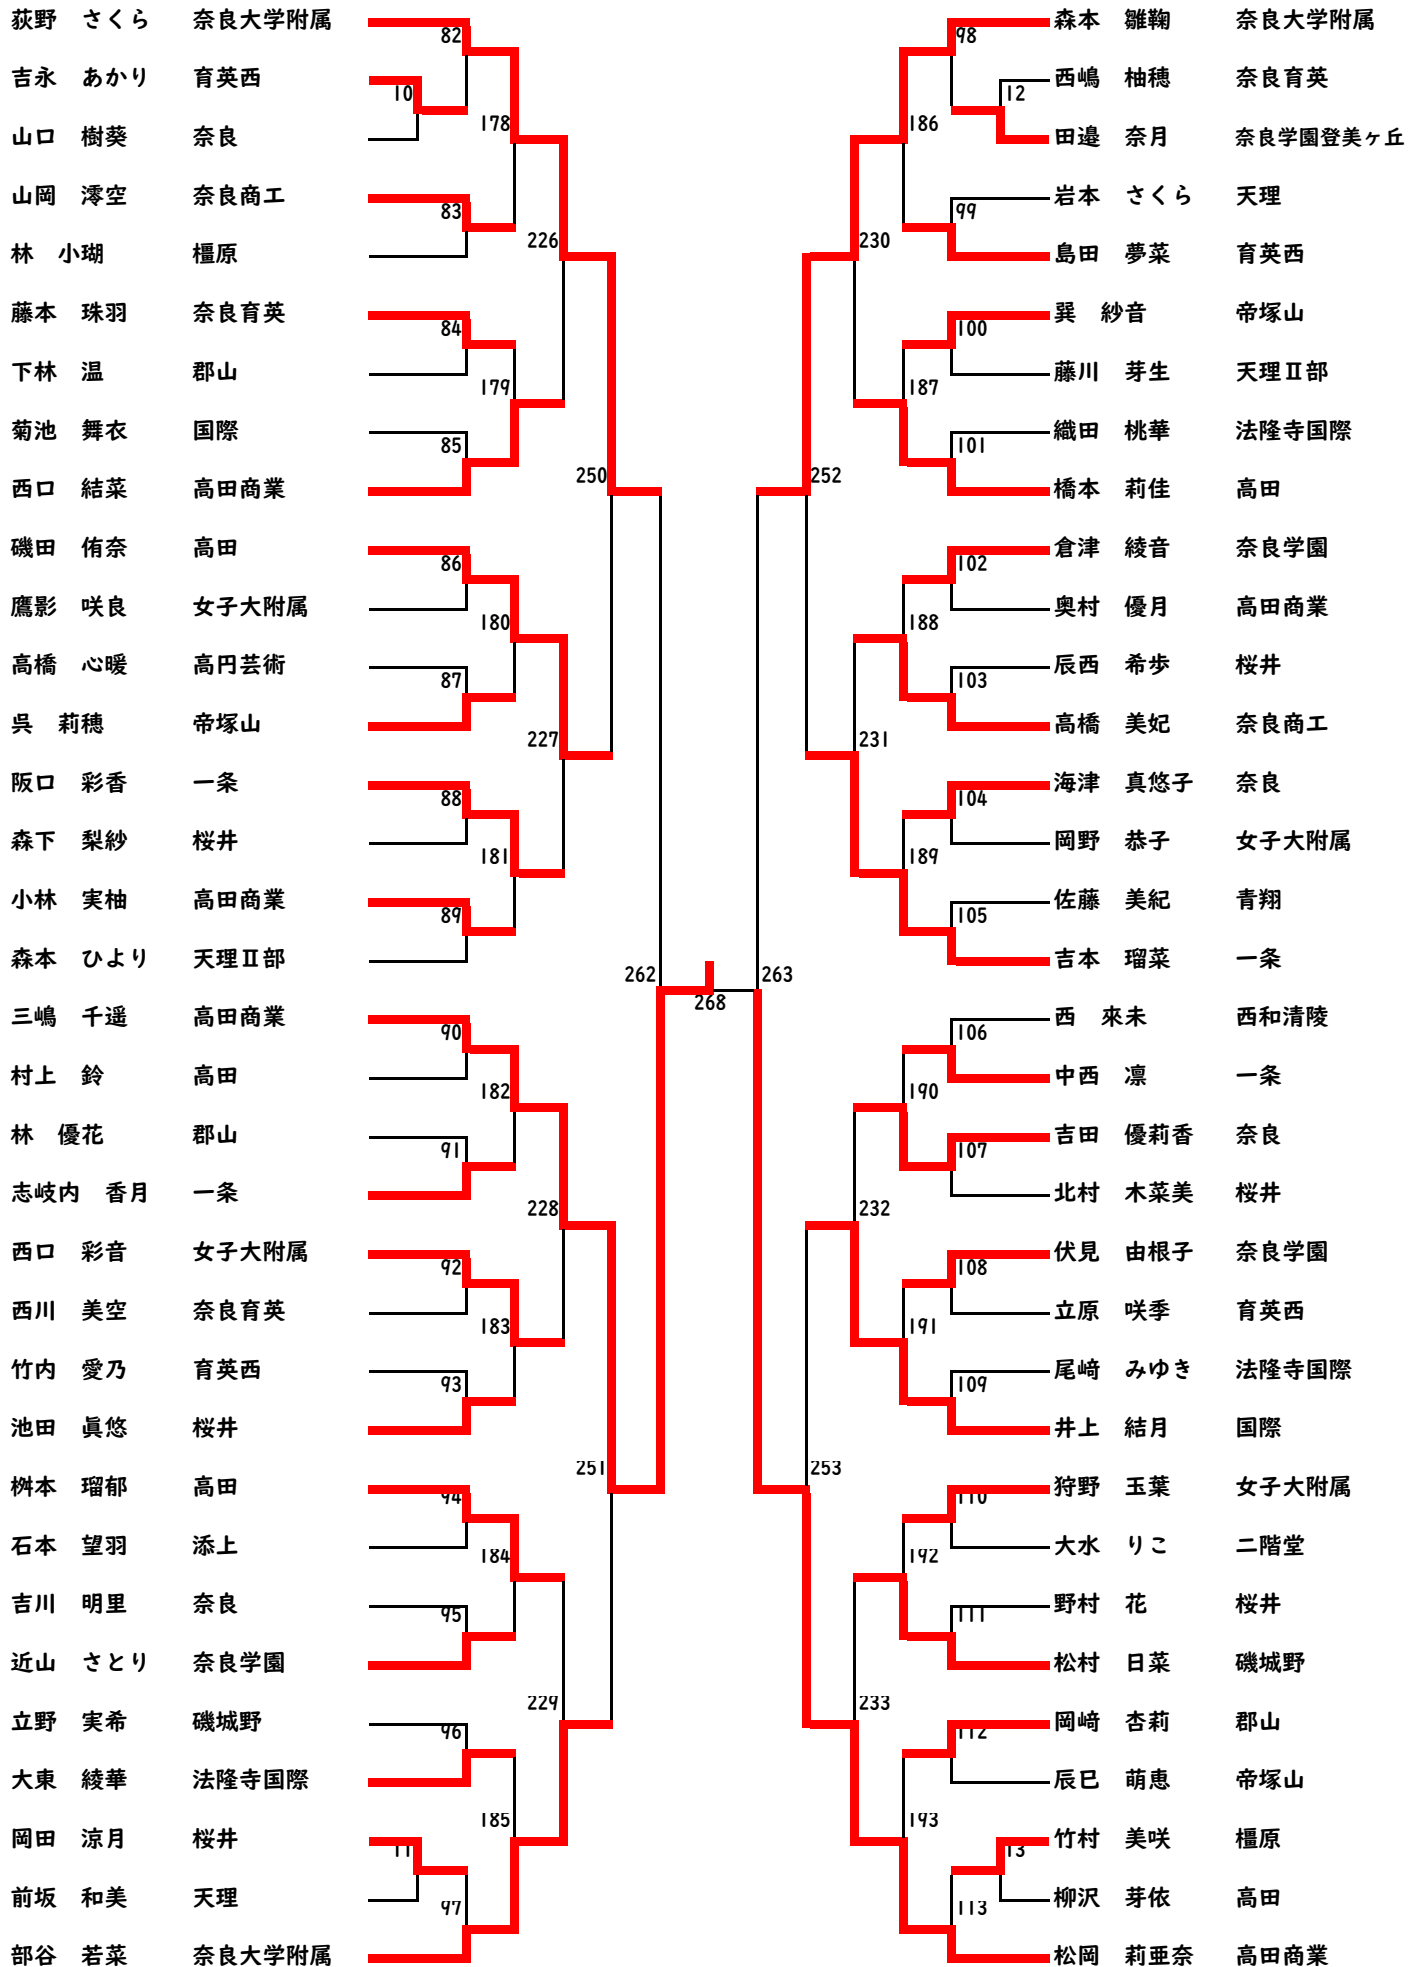 荻野 さくら 奈良大学附属
吉永 あかり 育英西
山口 樹葵 奈良
山岡 澪空 奈良商工
林 小瑚 橿原
藤本 珠羽 奈良育英
下林 温 郡山
菊池 舞衣 国際
西口 結菜 高田商業
磯田 侑奈 高田
鷹影 咲良 女子大附属
高橋 心暖 高円芸術
呉 莉穂 帝塚山
阪口 彩香 一条
森下 梨紗 桜井
小林 実柚 高田商業
森本 ひより 天理Ⅱ部
三嶋 千遥 高田商業
村上 鈴 高田
林 優花 郡山
志岐内 香月 一条
西口 彩音 女子大附属
西川 美空 奈良育英
竹内 愛乃 育英西
池田 眞悠 桜井
桝本 瑠郁 高田
石本 望羽 添上
吉川 明里 奈良
近山 さとり 奈良学園
立野 実希 磯城野
大東 綾華 法隆寺国際
岡田 涼月 桜井
前坂 和美 天理
部谷 若菜 奈良大学附属
82
10
83
84
85
86
87
88
89
90
91
92
93
94
95
96
11
97
178
179
180
181
182
183
184
185
226
227
228
229
250
251
262
268
263
252
253
230
231
232
233
186
187
188
189
190
191
192
193
98
12
99
100
101
102
103
104
105
106
107
108
109
110
111
112
13
113
森本 雛鞠 奈良大学附属
西嶋 柚穂 奈良育英
田邉 奈月 奈良学園登美ヶ丘
岩本 さくら 天理
島田 夢菜 育英西
巽 紗音 帝塚山
藤川 芽生 天理Ⅱ部
織田 桃華 法隆寺国際
橋本 莉佳 高田
倉津 綾音 奈良学園
奥村 優月 高田商業
辰西 希歩 桜井
高橋 美妃 奈良商工
海津 真悠子 奈良
岡野 恭子 女子大附属
佐藤 美紀 青翔
吉本 瑠菜 一条
西 來未 西和清陵
中西 凛 一条
吉田 優莉香 奈良
北村 木菜美 桜井
伏見 由根子 奈良学園
立原 咲季 育英西
尾﨑 みゆき 法隆寺国際
井上 結月 国際
狩野 玉葉 女子大附属
大水 りこ 二階堂
野村 花 桜井
松村 日菜 磯城野
岡﨑 杏莉 郡山
辰巳 萌恵 帝塚山
竹村 美咲 橿原
柳沢 芽依 高田
松岡 莉亜奈 高田商業